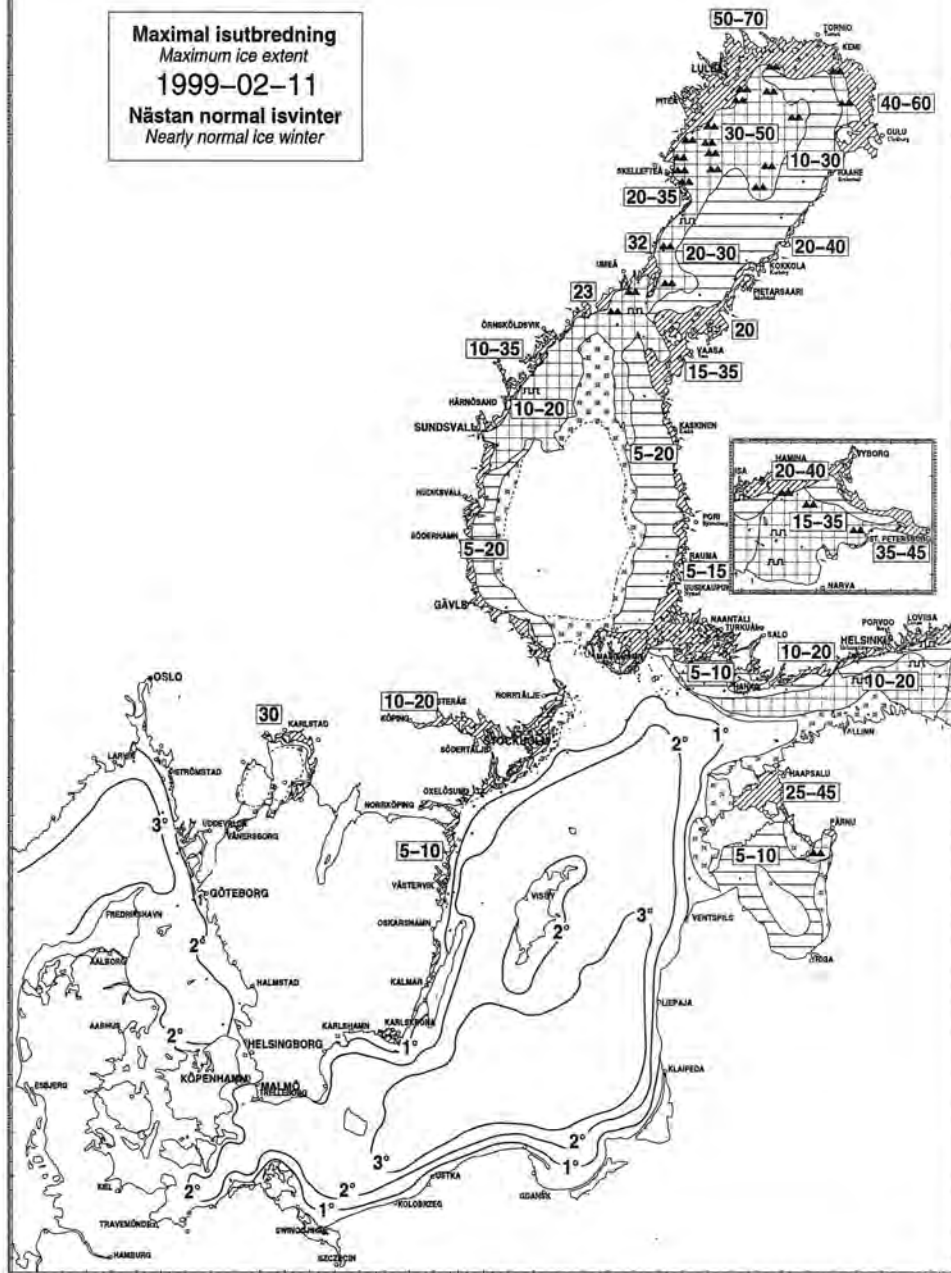 Maximal isutbredning
Maximum ice extent
1999–02–11
Nästan normal isvinter
Nearly normal ice winter
50–70
TORNIO
KEMI
LULEÅ
PITEÅ
40–60
OULU
30–50
10–30
SKELLEFTEÅ
RAAHE
20–35
20–40
32
20–30
KOKKOLA
UMEÅ
PIETARSAARI
23
20
ÖRNSKÖLDSVIK
VAASA
10–35
15–35
HÄRNÖSAND
10–20
SUNDSVALL
KASKINEN
5–20
HAMINA
VYBORG
20–40
HUDIKSVALL
PORI
15–35
ST. PETERSBURG
35–45
SÖDERHAMN
5–20
RAUMA
5–15
NARVA
UUSIKAUPUNKI
GÄVLE
NAANTALI
TURKU
LOVIISA
PORVOO
SALO
HELSINKI
MARIEHAMN
10–20
5–10
OSLO
HANKO
10–20
NORRTÄLJE
10–20
30
KARLSTAD
VÄSTERÅS
KÖPING
STOCKHOLM
TALLINN
2°
1°
LARVIK
SÖDERTÄLJE
STRÖMSTAD
HAAPSALU
OXELÖSUND
25–45
NORRKÖPING
3°
UDDEVALLA
VÄNERSBORG
PÄRNU
5–10
5–10
VÄSTERVIK
GÖTEBORG
VISBY
FREDRIKSHAVN
3°
VENTSPILS
OSKARSHAMN
2°
2°
AALBORG
RIGA
HALMSTAD
KALMAR
LIEPAJA
AARHUS
KARLSHAMN
KARLSKRONA
2°
1°
HELSINGBORG
KLAIPEDA
KÖPENHAMN
MALMÖ
ESBJERG
TRELLEBORG
2°
3°
1°
USTKA
KIEL
2°
2°
GDANSK
1°
KOLOBRZEG
TRAVEMÜNDE
SWINOUJSCIE
HAMBURG
SZCZECIN